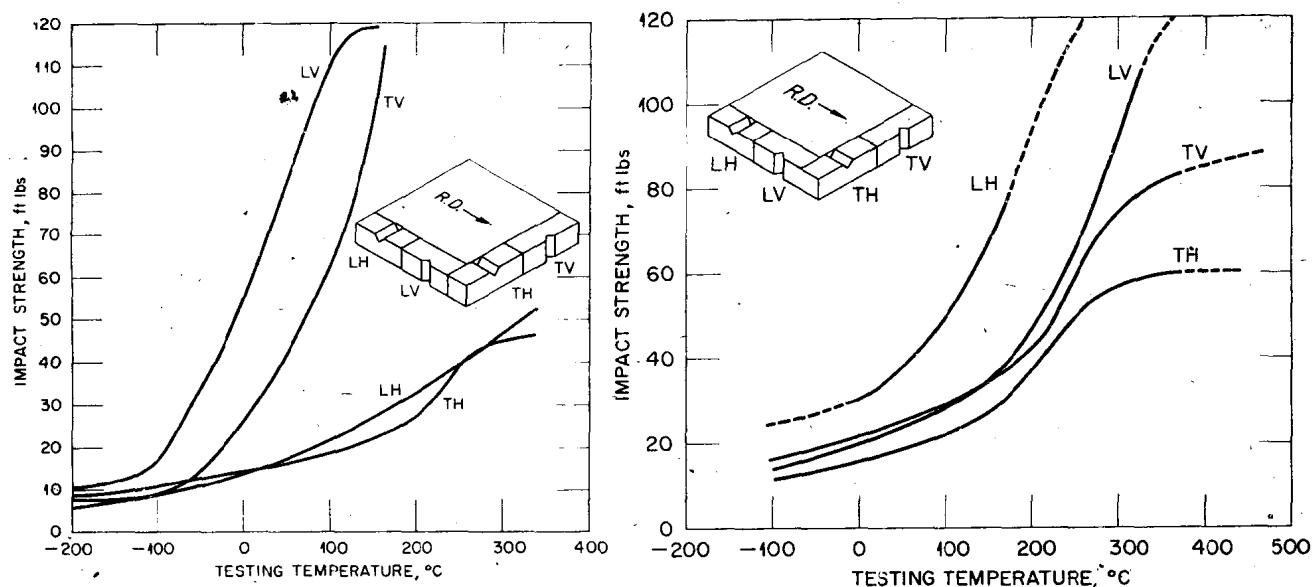 120
110
100
90
80
70
60
50
40
30
20
10
0
IMPACT STRENGTH, ft lbs
LV
TV
R.D.
LH
LV
TH
TV
LH
TH
-200
-100
0
100
200
300
400
TESTING TEMPERATURE, °C
120
100
80
60
40
20
0
IMPACT STRENGTH, ft lbs
R.D.
LH
LV
TH
TV
LH
LV
TV
TH
-200
-100
0
100
200
300
400
500
TESTING TEMPERATURE, °C